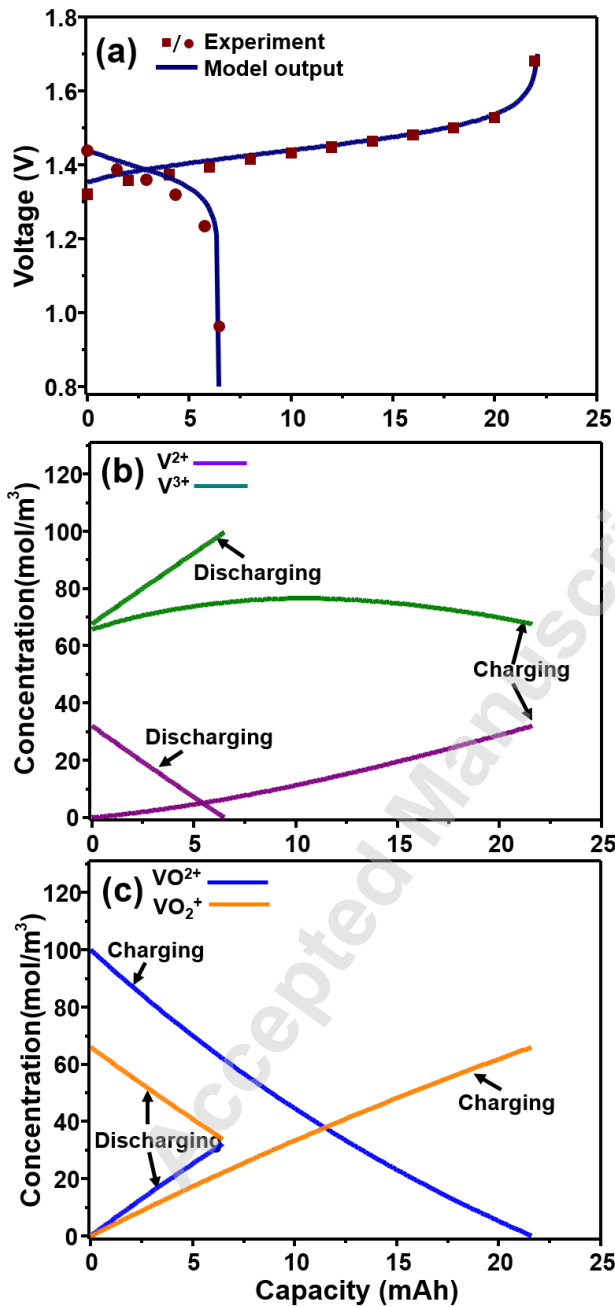 (a)
■/● Experiment
Model output
Voltage (V)
1.8
1.6
1.4
1.2
1.0
0.8
0 5 10 15 20 25
(b)
V²⁺
V³⁺
Concentration(mol/m³)
120
100
80
60
40
20
0
Discharging
Charging
Discharging
0 5 10 15 20 25
(c)
VO²⁺
VO₂⁺
Concentration(mol/m³)
120
100
80
60
40
20
0
Charging
Charging
Discharging
0 5 10 15 20 25
Capacity (mAh)
Accepted Manuscri